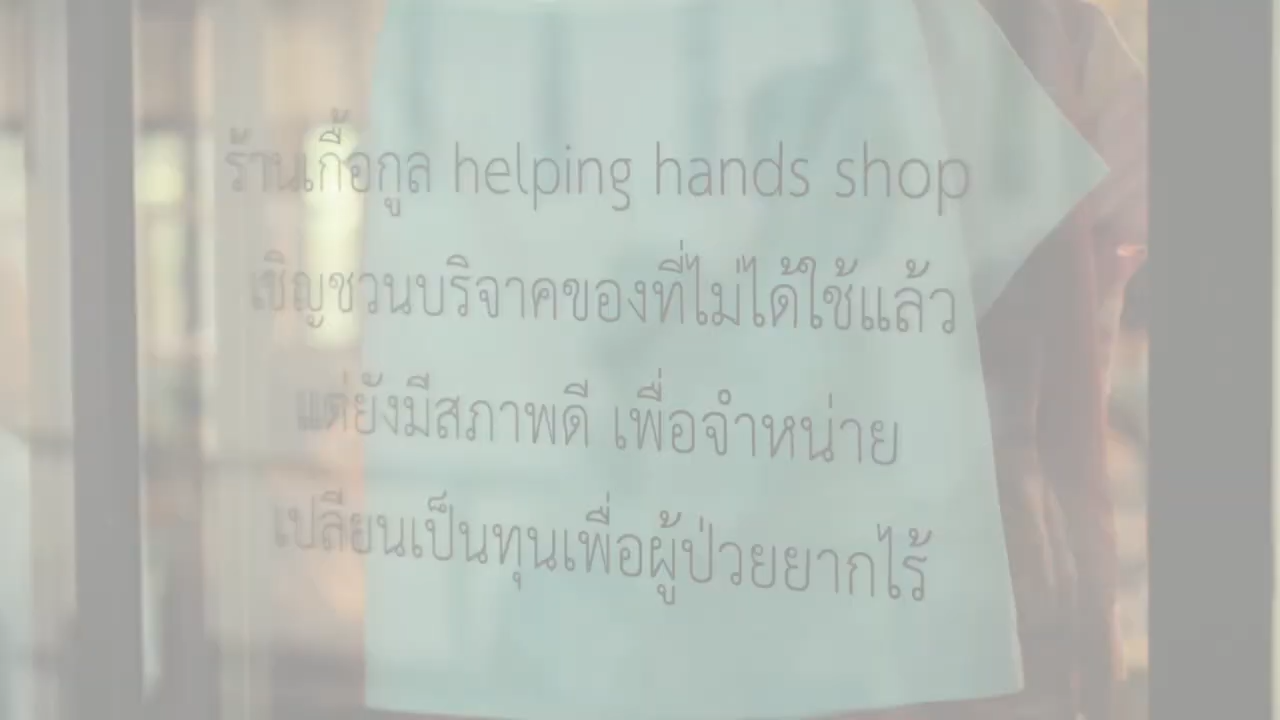 ร้านเกื้อกูล helping hands shop
เชิญชวนบริจาคของที่ไม่ได้ใช้แล้ว
แต่ยังมีสภาพดี เพื่อจำหน่าย
เปลี่ยนเป็นทุนเพื่อผู้ป่วยยากไร้